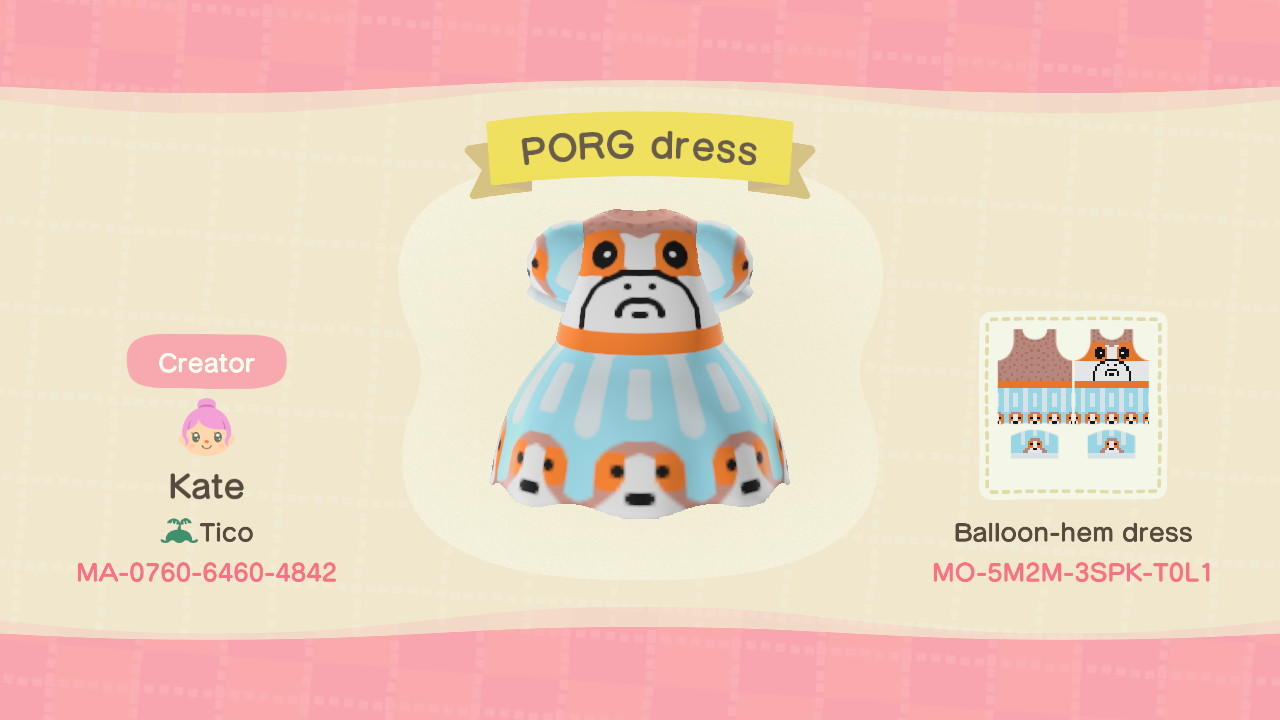 PORG dress
Creator
Kate
Tico
MA-0760-6460-4842
Balloon-hem dress
MO-5M2M-3SPK-T0L1